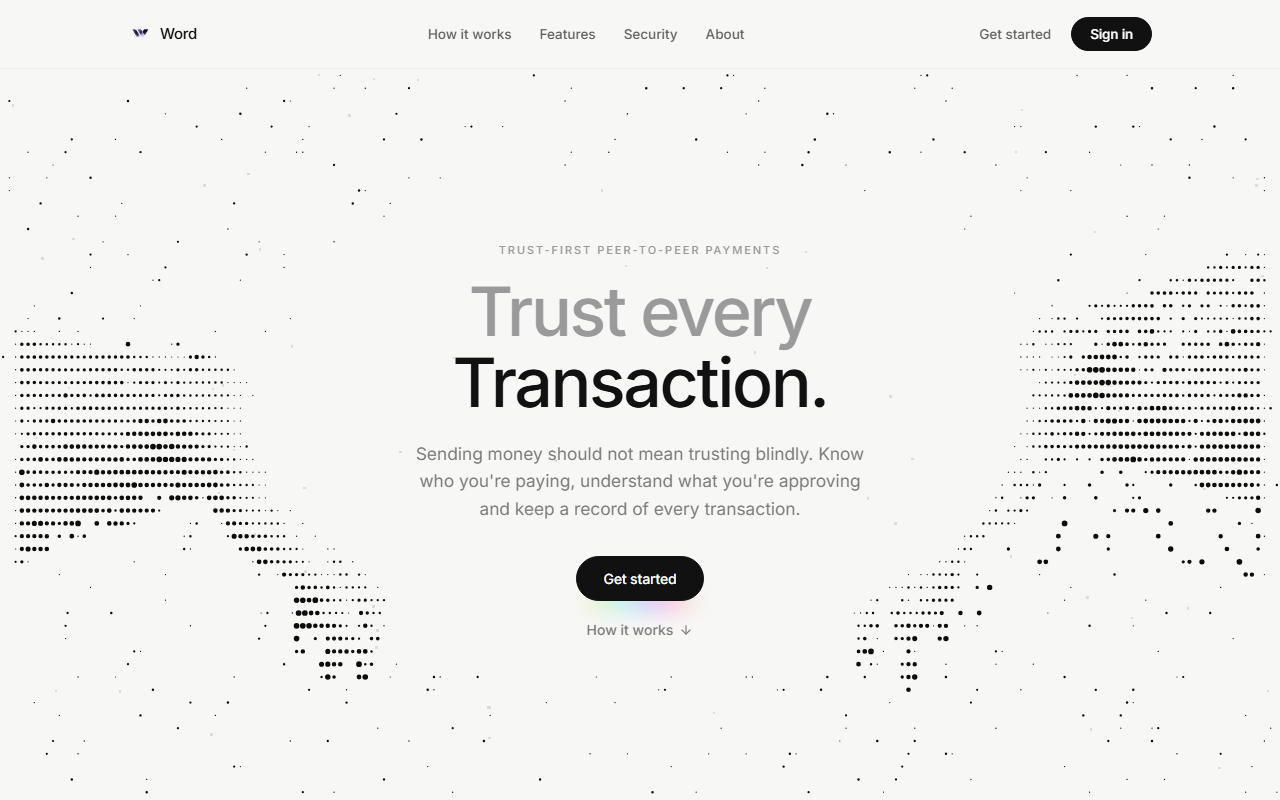 Word
How it works
Features
Security
About
Get started
Sign in
TRUST-FIRST PEER-TO-PEER PAYMENTS
Trust every
Transaction.
Sending money should not mean trusting blindly. Know
who you're paying, understand what you're approving
and keep a record of every transaction.
Get started
How it works ↓